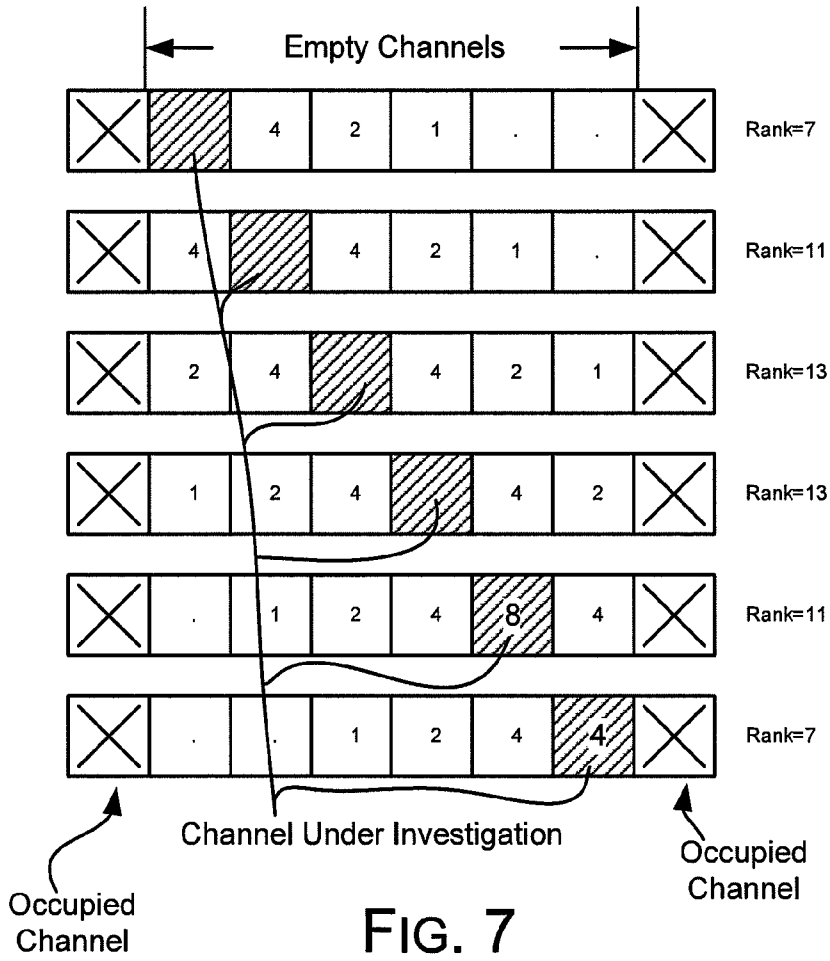 Empty Channels
4 2 1 . . Rank=7
4 4 2 1 . Rank=11
2 4 4 2 1 Rank=13
1 2 4 4 2 Rank=13
. 1 2 4 8 4 Rank=11
. . 1 2 4 4 Rank=7
Channel Under Investigation
Occupied
Channel
Occupied
Channel
FIG. 7